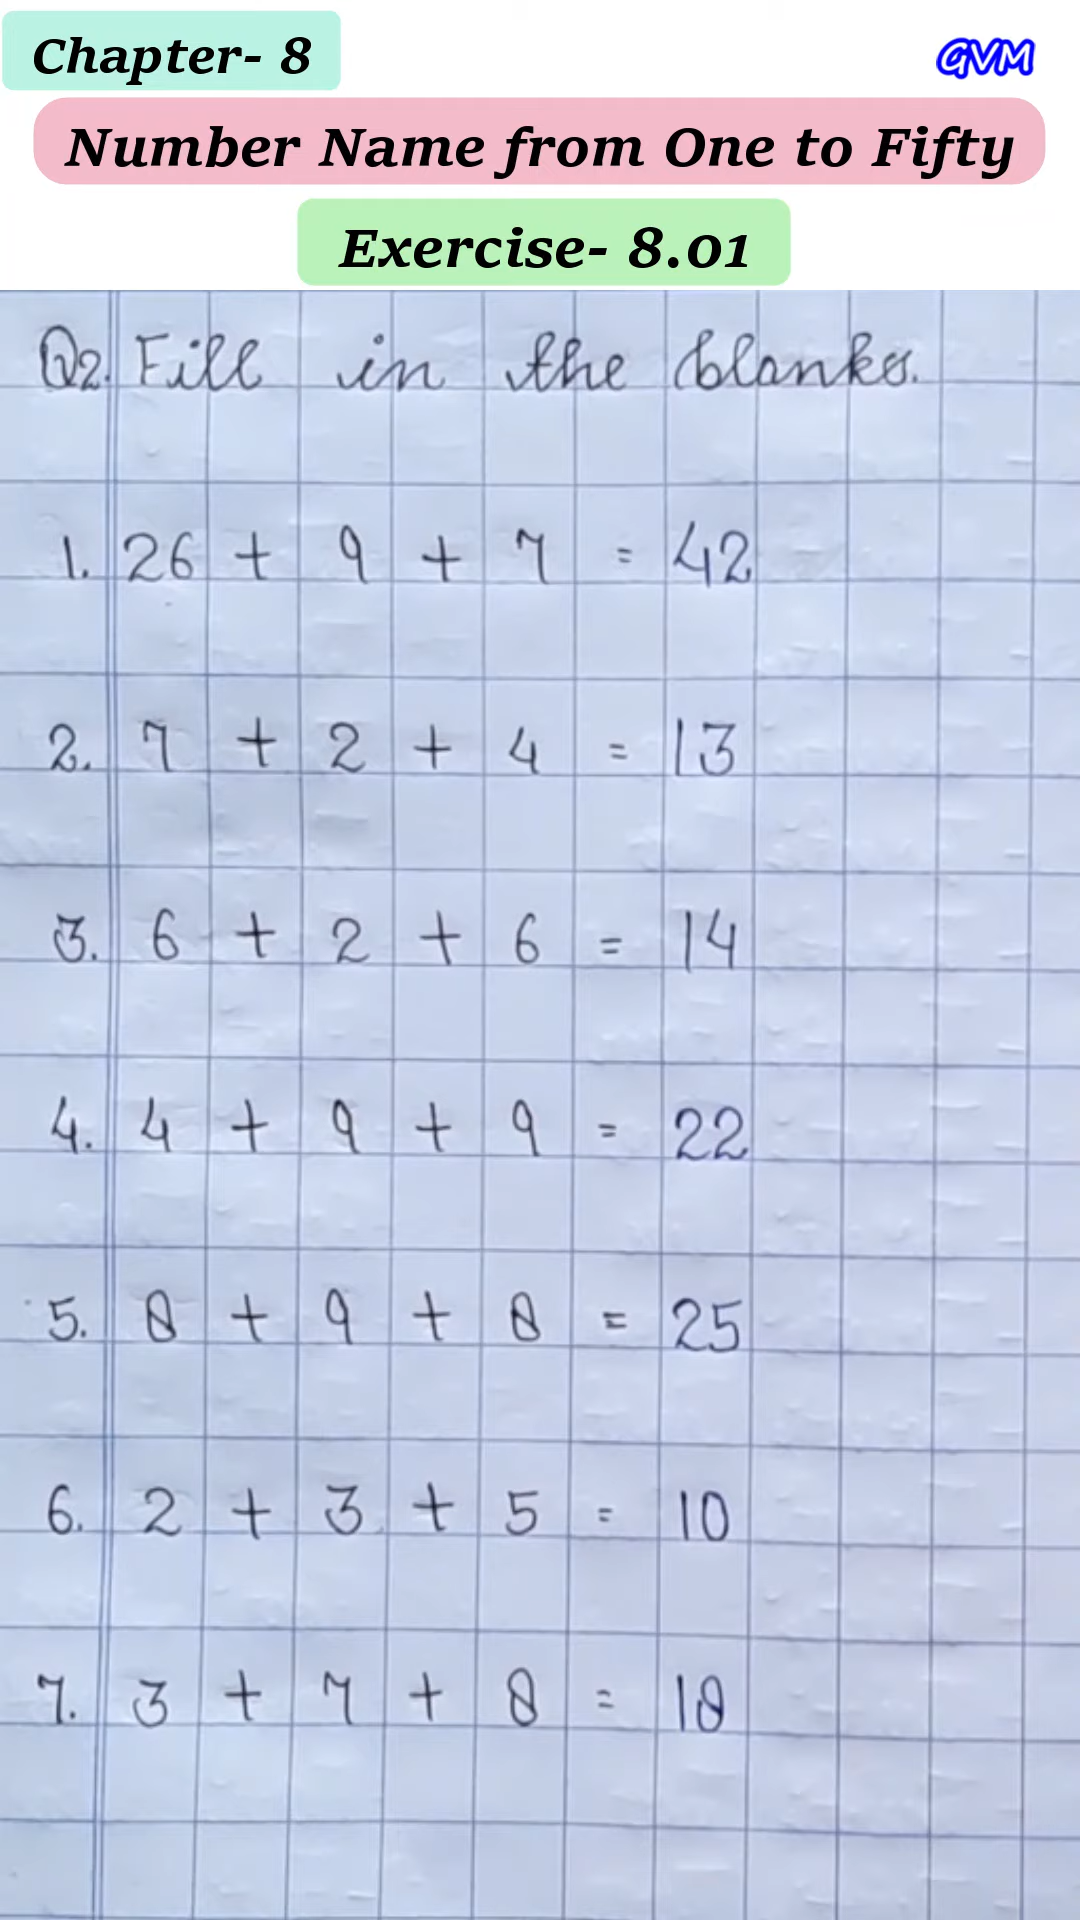 Chapter- 8
GVM
Number Name from One to Fifty
Exercise- 8.01
Q2. Fill in the blanks.
1. 26 + 9 + 7 = 42
2. 7 + 2 + 4 = 13
3. 6 + 2 + 6 = 14
4. 4 + 9 + 9 = 22
5. 8 + 9 + 8 = 25
6. 2 + 3 + 5 = 10
7. 3 + 7 + 8 = 18